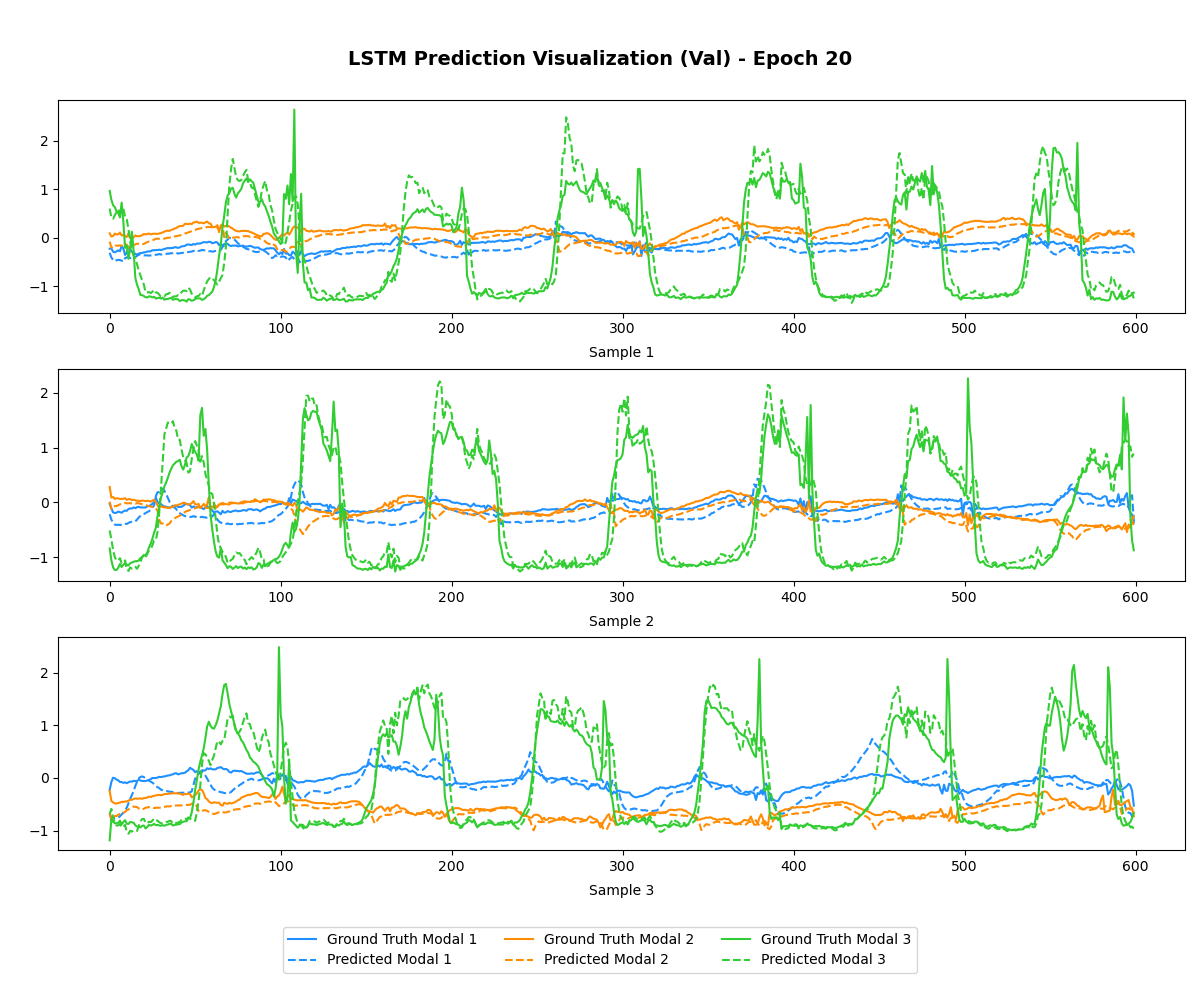 LSTM Prediction Visualization (Val) - Epoch 20
2
1
0
−1
0 100 200 300 400 500 600
Sample 1
2
1
0
−1
0 100 200 300 400 500 600
Sample 2
2
1
0
−1
0 100 200 300 400 500 600
Sample 3
Ground Truth Modal 1 Ground Truth Modal 2 Ground Truth Modal 3
Predicted Modal 1 Predicted Modal 2 Predicted Modal 3